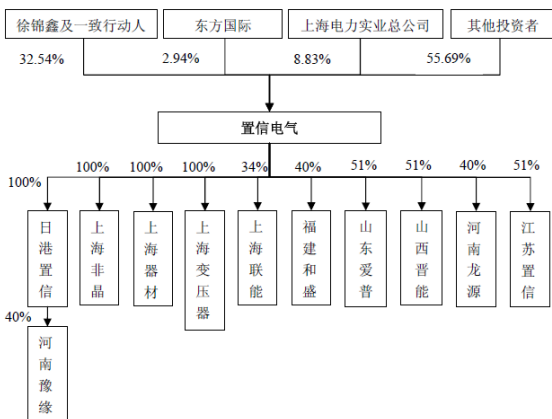 徐锦鑫及一致行动人 东方国际 上海电力实业总公司 其他投资者
32.54% 2.94% 8.83% 55.69%
置信电气
100% 100% 100% 100% 34% 40% 51% 51% 40% 51%
日港置信
上海非晶
上海器材
上海变压器
上海联能
福建和盛
山东爱普
山西晋能
河南龙源
江苏置信
40%
河南豫缘